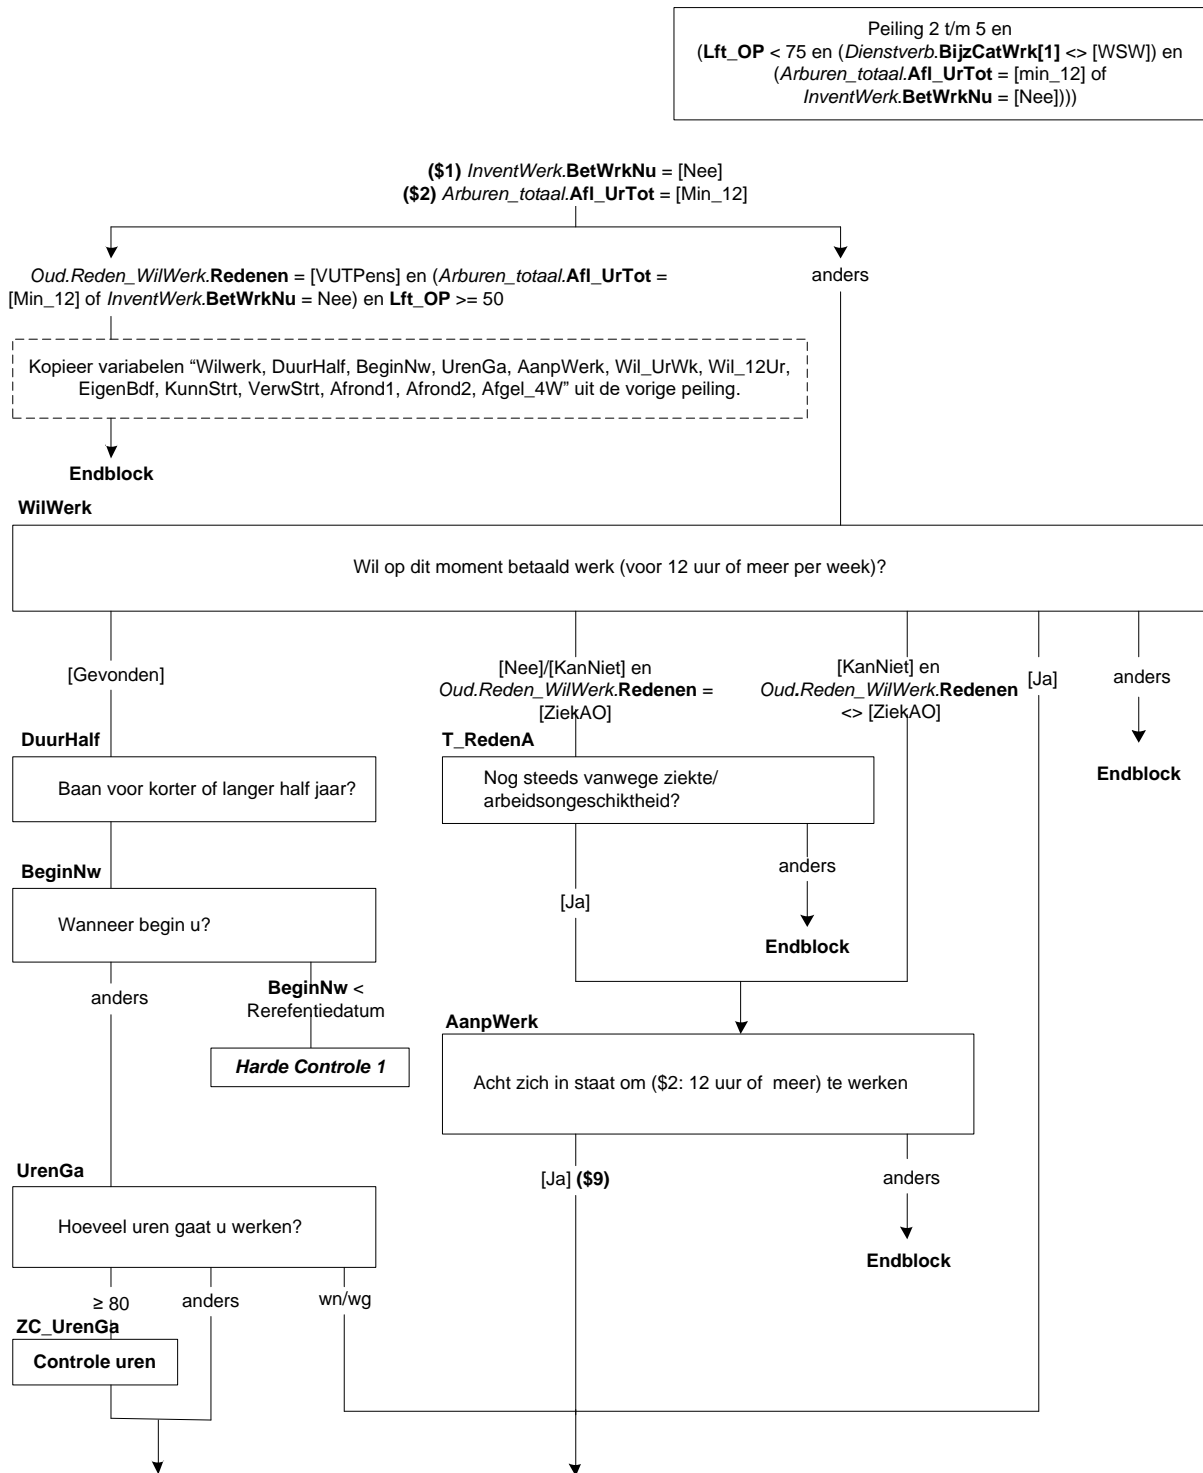 Peiling 2 t/m 5 en
(Lft_OP < 75 en (Dienstverb.BijzCatWrk[1] <> [WSW]) en
(Arburen_totaal.Afl_UrTot = [min_12] of
InventWerk.BetWrkNu = [Nee])))
($1) InventWerk.BetWrkNu = [Nee]
($2) Arburen_totaal.Afl_UrTot = [Min_12]
Oud.Reden_WilWerk.Redenen = [VUTPens] en (Arburen_totaal.Afl_UrTot =
[Min_12] of InventWerk.BetWrkNu = Nee) en Lft_OP >= 50
anders
Kopieer variabelen “Wilwerk, DuurHalf, BeginNw, UrenGa, AanpWerk, Wil_UrWk, Wil_12Ur,
EigenBdf, KunnStrt, VerwStrt, Afrond1, Afrond2, Afgel_4W” uit de vorige peiling.
Endblock
WilWerk
Wil op dit moment betaald werk (voor 12 uur of meer per week)?
[Gevonden]
[Nee]/[KanNiet] en
Oud.Reden_WilWerk.Redenen =
[ZiekAO]
[KanNiet] en
Oud.Reden_WilWerk.Redenen
<> [ZiekAO]
[Ja]
anders
Endblock
DuurHalf
Baan voor korter of langer half jaar?
T_RedenA
Nog steeds vanwege ziekte/
arbeidsongeschiktheid?
[Ja]
anders
Endblock
BeginNw
Wanneer begin u?
anders
BeginNw <
Rerefentiedatum
Harde Controle 1
AanpWerk
Acht zich in staat om ($2: 12 uur of  meer) te werken
[Ja] ($9)
anders
Endblock
UrenGa
Hoeveel uren gaat u werken?
≥ 80
anders
wn/wg
ZC_UrenGa
Controle uren